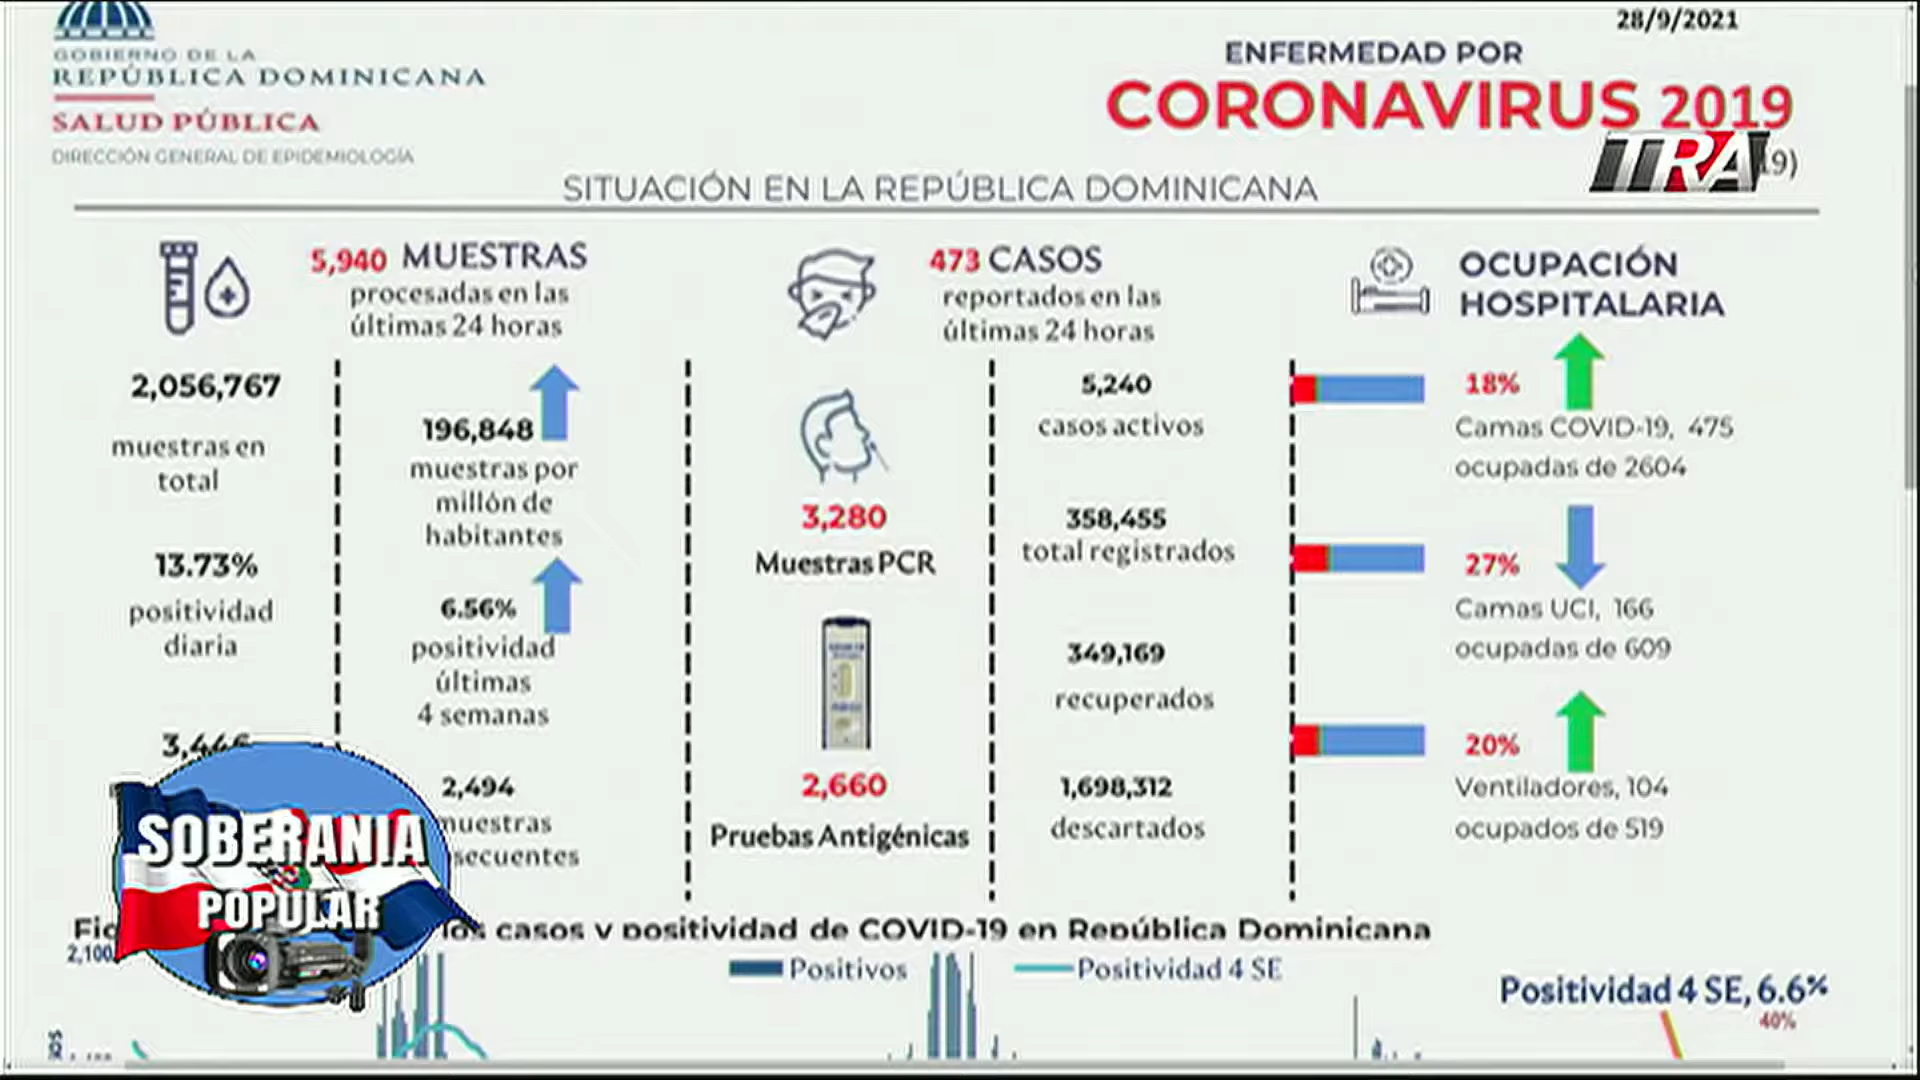 28/9/2021
GOBIERNO DE LA
REPÚBLICA DOMINICANA
SALUD PÚBLICA
DIRECCIÓN GENERAL DE EPIDEMIOLOGÍA
ENFERMEDAD POR
CORONAVIRUS 2019
TRA
19)
SITUACIÓN EN LA REPÚBLICA DOMINICANA
5,940 MUESTRAS
procesadas en las
últimas 24 horas
2,056,767
muestras en
total
13.73%
positividad
diaria
3,446
196,848
muestras por
millón de
habitantes
6.56%
positividad
últimas
4 semanas
2,494
muestras
secuentes
473 CASOS
reportados en las
últimas 24 horas
3,280
Muestras PCR
2,660
Pruebas Antigénicas
5,240
casos activos
358,455
total registrados
349,169
recuperados
1,698,312
descartados
OCUPACIÓN
HOSPITALARIA
18%
Camas COVID-19, 475
ocupadas de 2604
27%
Camas UCI, 166
ocupadas de 609
20%
Ventiladores, 104
ocupados de 519
SOBERANIA
POPULAR
los casos y positividad de COVID-19 en República Dominicana
2,100
Positivos
Positividad 4 SE
Positividad 4 SE, 6.6%
40%